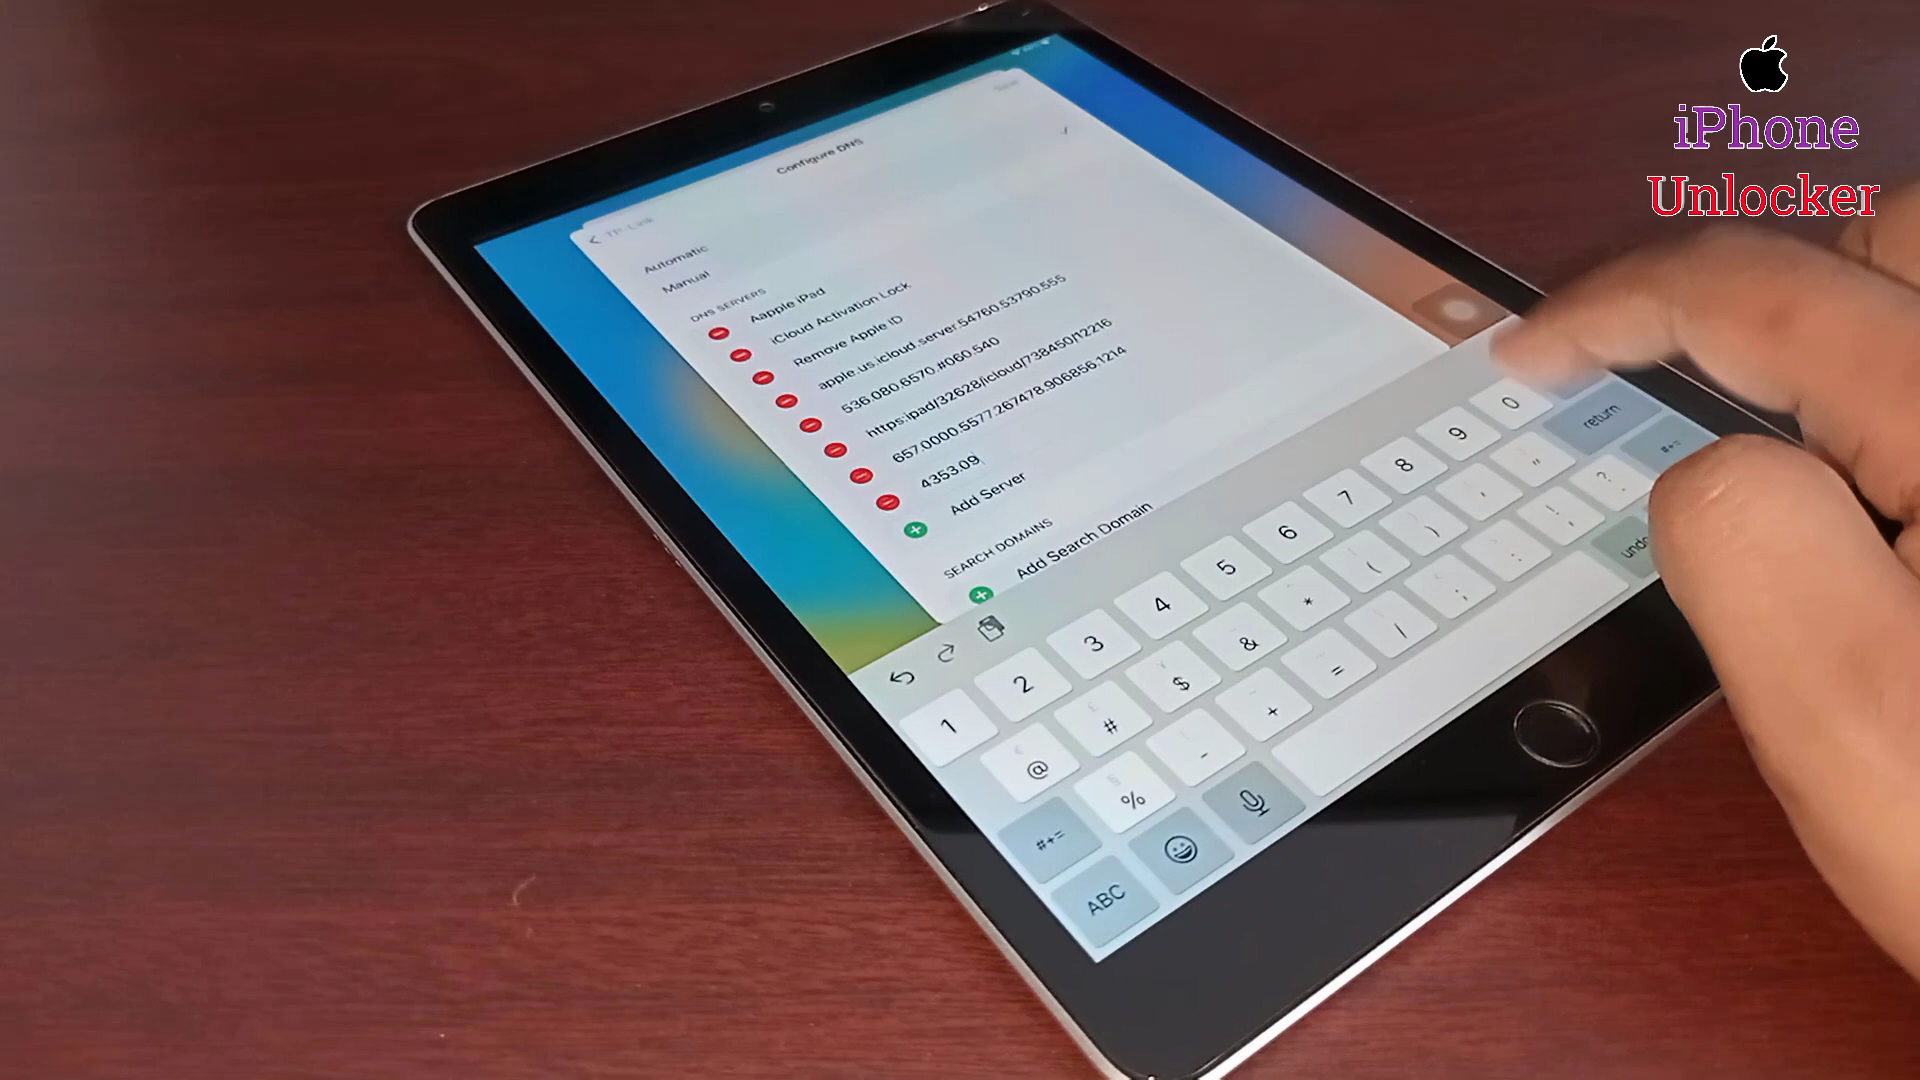 iPhone
Unlocker
Configure DNS
TP-Link
Automatic
Manual
DNS SERVERS
Aapple iPad
iCloud Activation Lock
Remove Apple ID
apple.us.icloud.server.54760.53790.555
536.080.6570.#060.540
https:ipad/32628/icloud/738450/12216
657.0000.5577.267478.906856.1214
4353.09
Add Server
SEARCH DOMAINS
Add Search Domain
1 2 3 4 5 6 7 8 9 0
@ # $ & * ( ) ' "
return
#+= % - + = / ; : ! , ? . #+=
ABC
undo